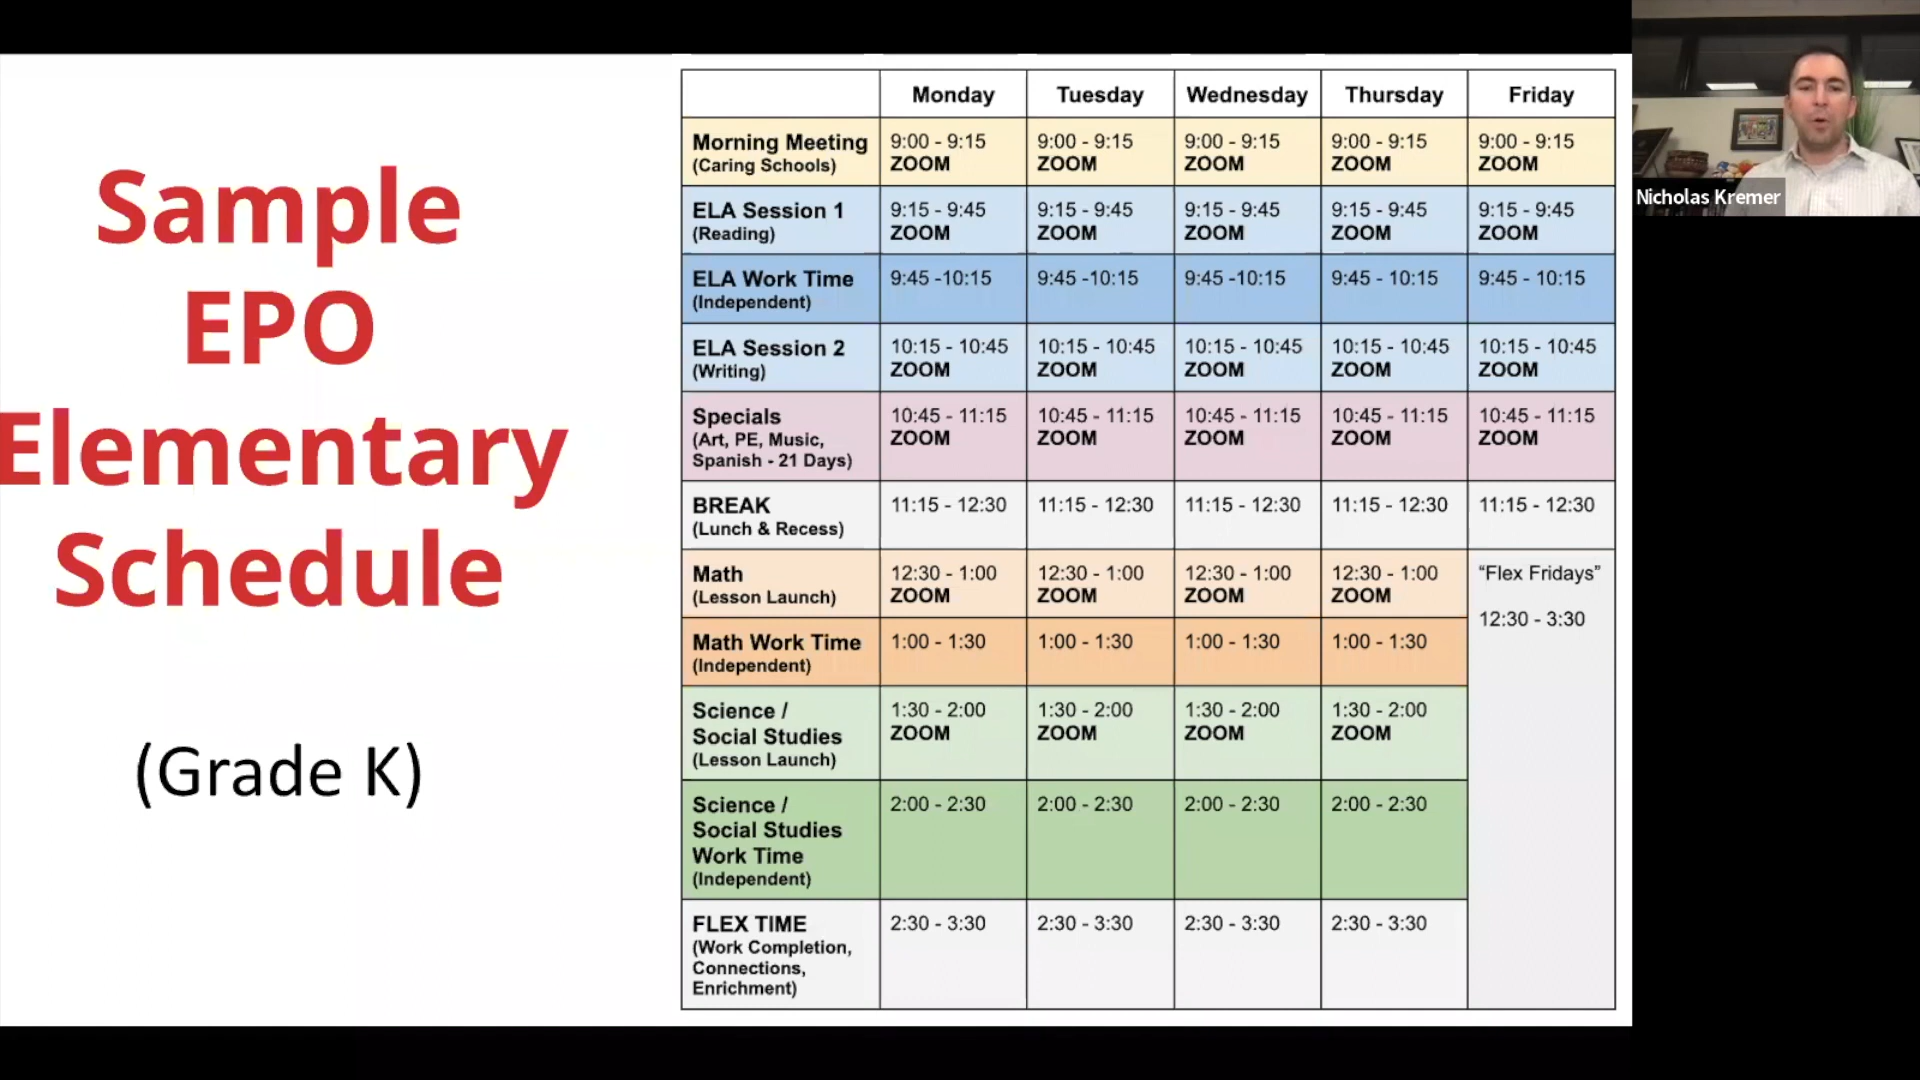 Sample
EPO
Elementary
Schedule
(Grade K)
Monday Tuesday Wednesday Thursday Friday
Morning Meeting 9:00 - 9:15 9:00 - 9:15 9:00 - 9:15 9:00 - 9:15 9:00 - 9:15
(Caring Schools) ZOOM ZOOM ZOOM ZOOM ZOOM
ELA Session 1 9:15 - 9:45 9:15 - 9:45 9:15 - 9:45 9:15 - 9:45 9:15 - 9:45
(Reading) ZOOM ZOOM ZOOM ZOOM ZOOM
ELA Work Time 9:45 -10:15 9:45 -10:15 9:45 -10:15 9:45 - 10:15 9:45 - 10:15
(Independent)
ELA Session 2 10:15 - 10:45 10:15 - 10:45 10:15 - 10:45 10:15 - 10:45 10:15 - 10:45
(Writing) ZOOM ZOOM ZOOM ZOOM ZOOM
Specials 10:45 - 11:15 10:45 - 11:15 10:45 - 11:15 10:45 - 11:15 10:45 - 11:15
(Art, PE, Music, ZOOM ZOOM ZOOM ZOOM ZOOM
Spanish - 21 Days)
BREAK 11:15 - 12:30 11:15 - 12:30 11:15 - 12:30 11:15 - 12:30 11:15 - 12:30
(Lunch & Recess)
Math 12:30 - 1:00 12:30 - 1:00 12:30 - 1:00 12:30 - 1:00 “Flex Fridays”
(Lesson Launch) ZOOM ZOOM ZOOM ZOOM
12:30 - 3:30
Math Work Time 1:00 - 1:30 1:00 - 1:30 1:00 - 1:30 1:00 - 1:30
(Independent)
Science / 1:30 - 2:00 1:30 - 2:00 1:30 - 2:00 1:30 - 2:00
Social Studies ZOOM ZOOM ZOOM ZOOM
(Lesson Launch)
Science / 2:00 - 2:30 2:00 - 2:30 2:00 - 2:30 2:00 - 2:30
Social Studies
Work Time
(Independent)
FLEX TIME 2:30 - 3:30 2:30 - 3:30 2:30 - 3:30 2:30 - 3:30
(Work Completion,
Connections,
Enrichment)
Nicholas Kremer